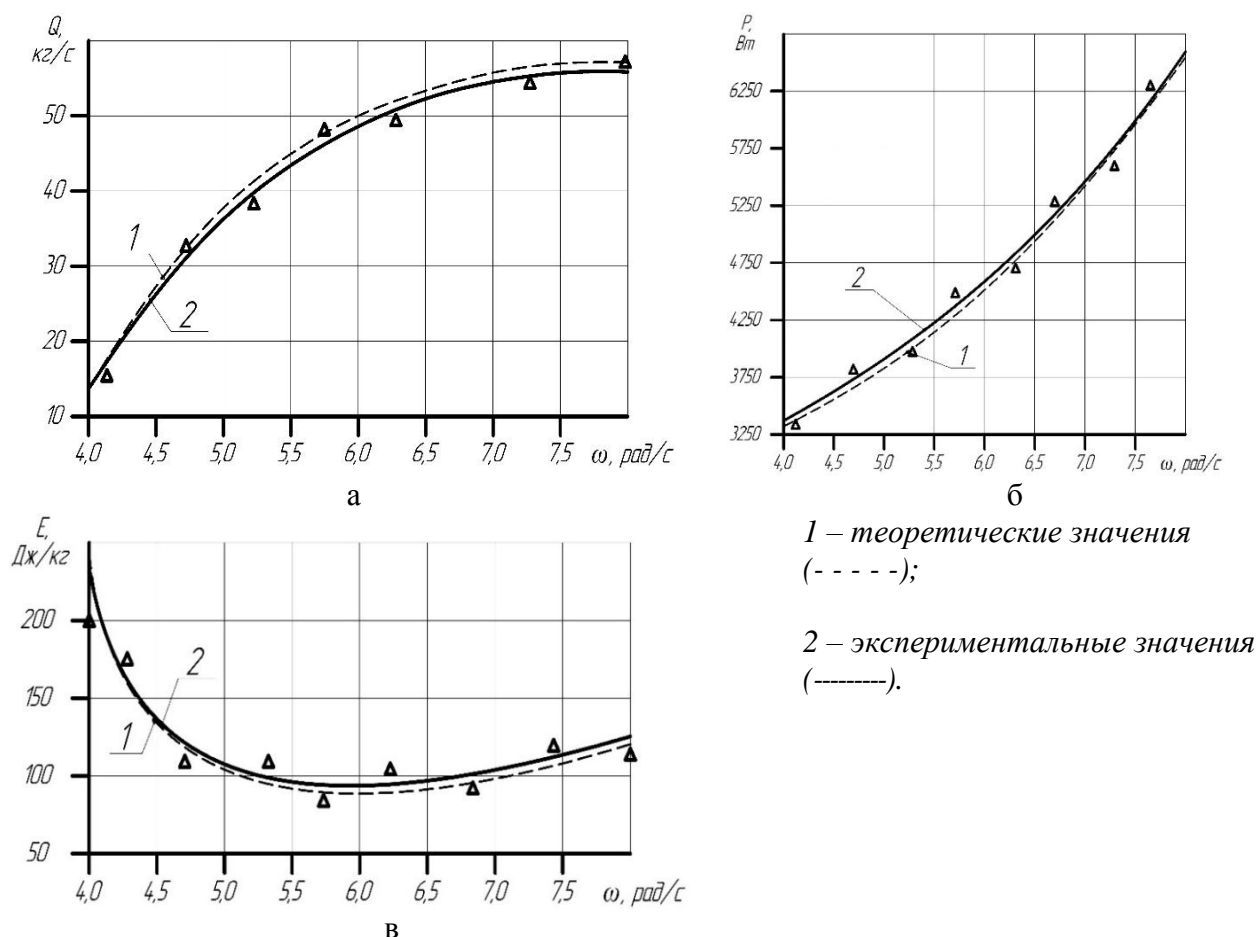 Q,
кг/с
50
40
30
20
10
1
2
4,0 4,5 5,0 5,5 6,0 6,5 7,0 7,5 ω, рад/с
а
P,
Вт
6250
5750
5250
4750
4250
3750
3250
2
1
4,0 5,0 5,5 6,0 6,5 7,0 7,5 ω, рад/с
б
E,
Дж/кг
200
150
100
50
2
1
4,0 4,5 5,0 5,5 6,0 6,5 7,0 7,5 ω, рад/с
в
1 – теоретические значения
(- - - - -);
2 – экспериментальные значения
(---------).